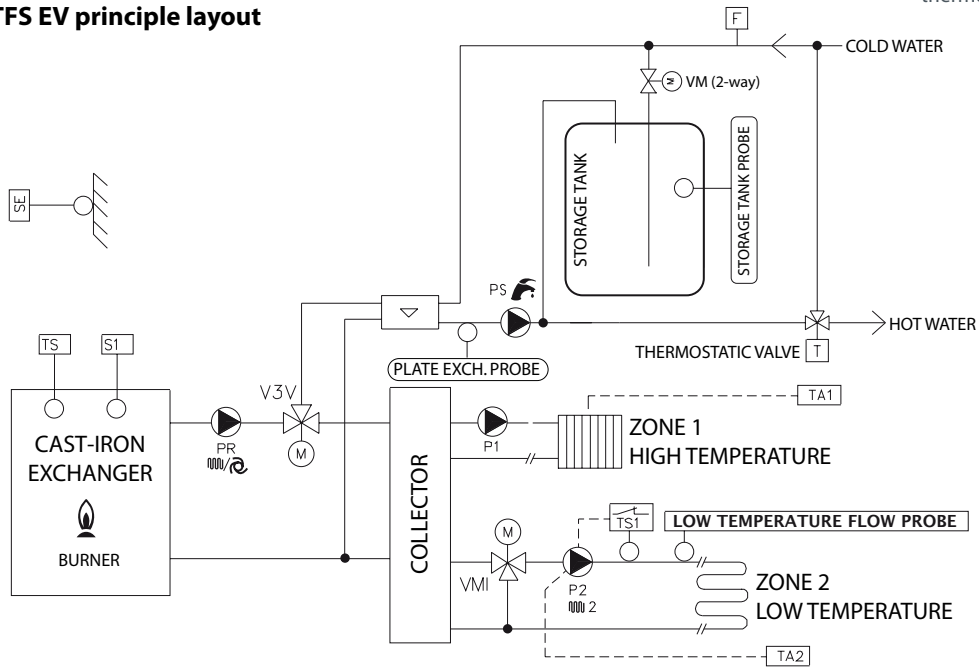 TFS EV principle layout
F
COLD WATER
M
VM (2-way)
STORAGE TANK
STORAGE TANK PROBE
SE
PS
HOT WATER
TS
S1
THERMOSTATIC VALVE
T
PLATE EXCH. PROBE
V3V
TA1
CAST-IRON
EXCHANGER
BURNER
PR
M
COLLECTOR
P1
ZONE 1
HIGH TEMPERATURE
TS1
LOW TEMPERATURE FLOW PROBE
M
VMI
P2
2
ZONE 2
LOW TEMPERATURE
TA2